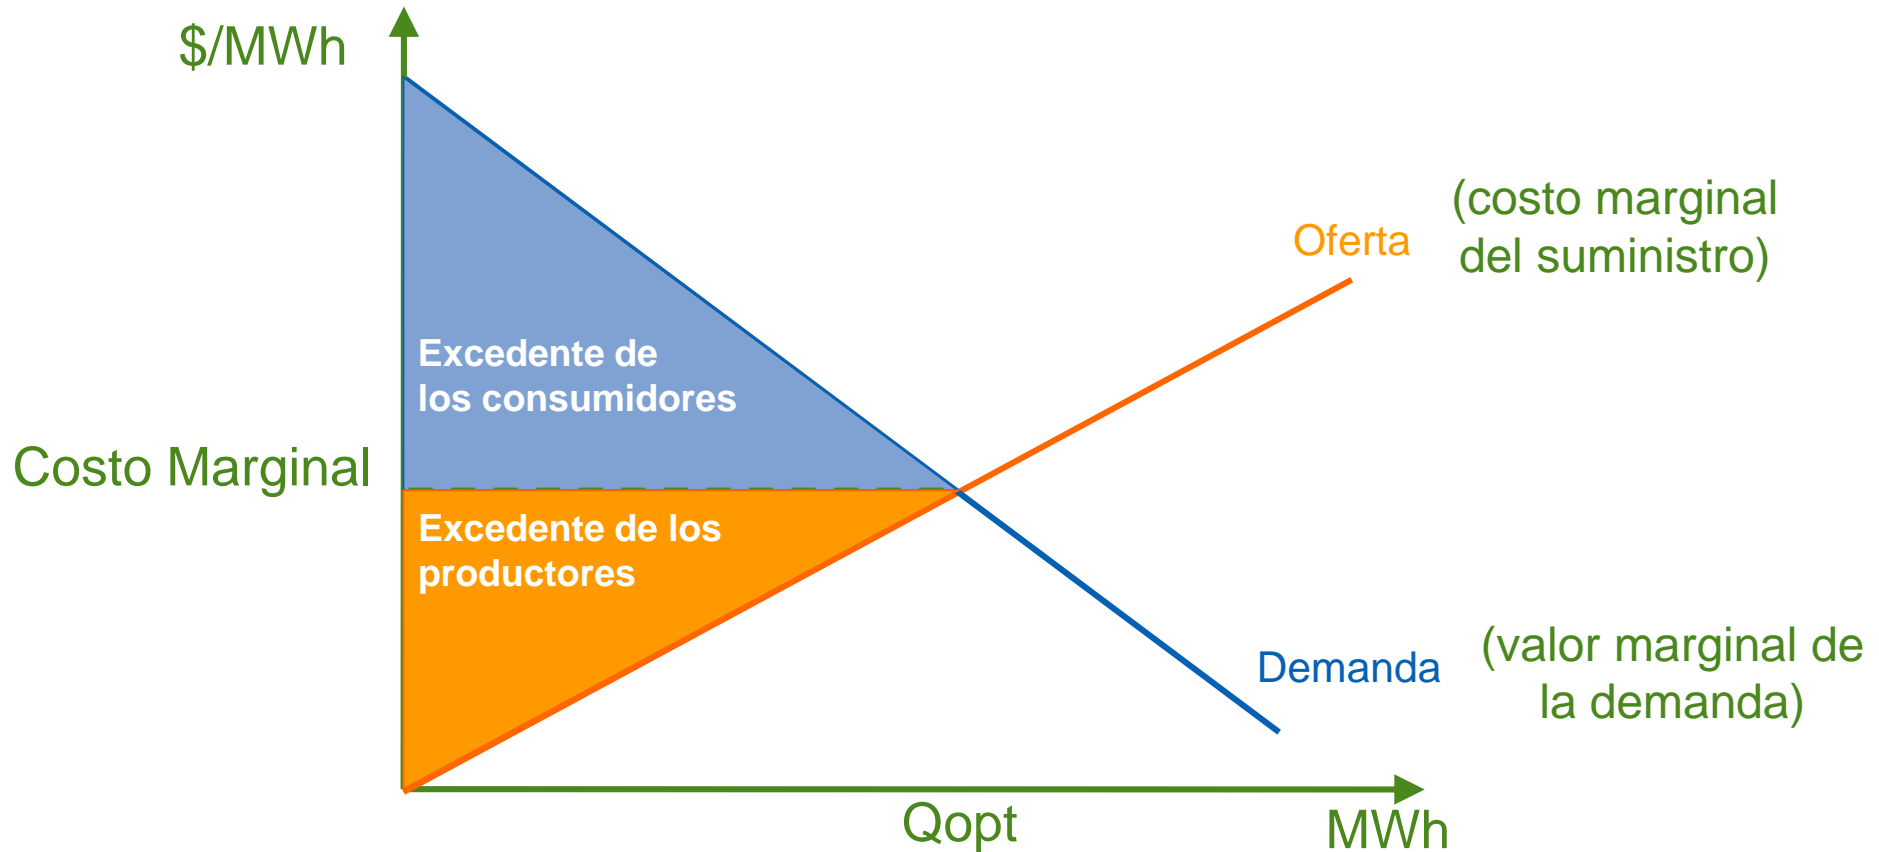 $/MWh
(costo marginal
del suministro)
Oferta
Excedente de
los consumidores
Costo Marginal
Excedente de los
productores
(valor marginal de
la demanda)
Demanda
Qopt
MWh